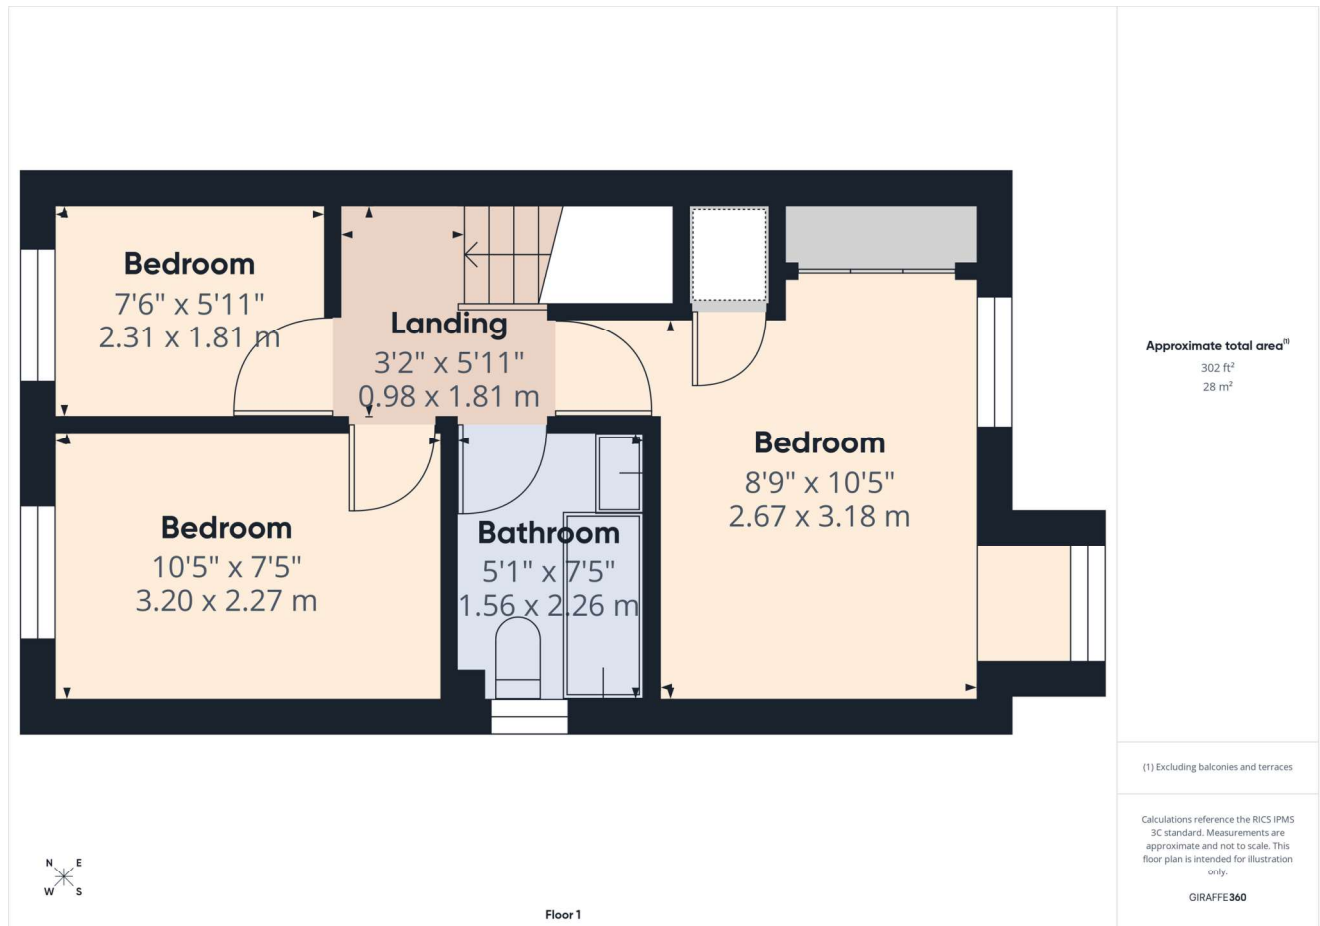 Bedroom
7'6" x 5'11"
2.31 x 1.81 m
Landing
3'2" x 5'11"
0.98 x 1.81 m
Bedroom
8'9" x 10'5"
2.67 x 3.18 m
Bedroom
10'5" x 7'5"
3.20 x 2.27 m
Bathroom
5'1" x 7'5"
1.56 x 2.26 m
N E
W S
Floor 1
Approximate total area(1)
302 ft²
28 m²
(1) Excluding balconies and terraces
Calculations reference the RICS IPMS
3C standard. Measurements are
approximate and not to scale. This
floor plan is intended for illustration
only.
GIRAFFE360